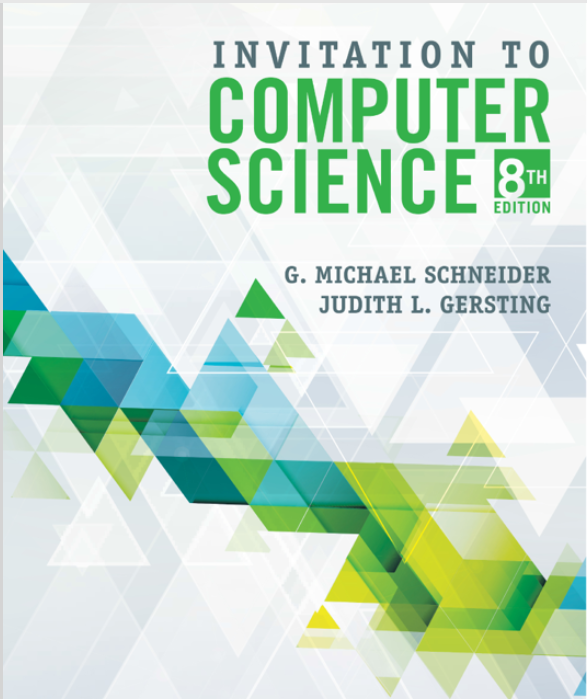 INVITATION TO
COMPUTER
SCIENCE 8TH
EDITION
G. MICHAEL SCHNEIDER
JUDITH L. GERSTING